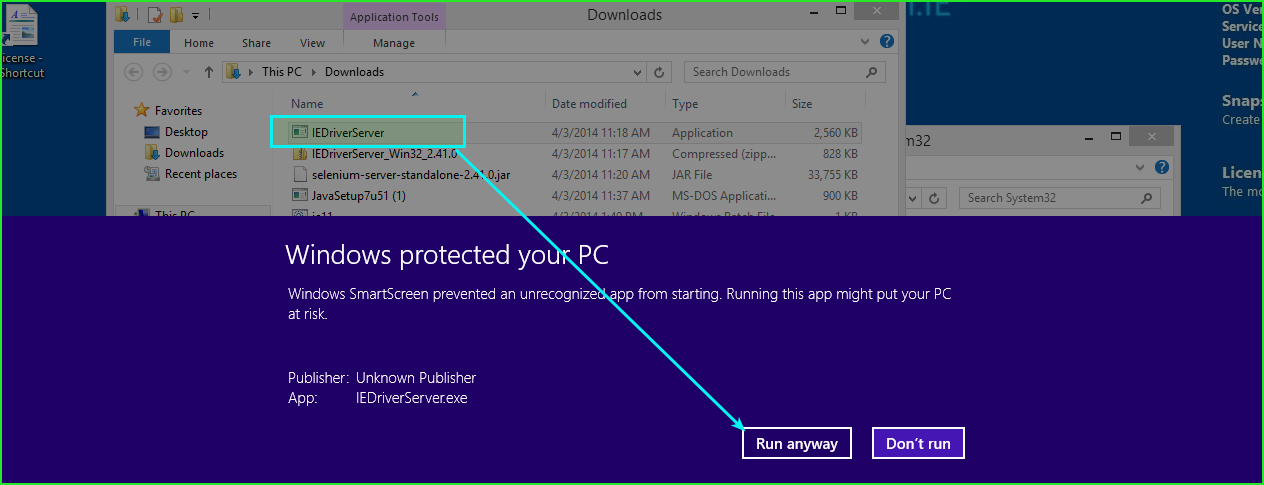 Application Tools
Downloads
File Home Share View Manage
This PC Downloads
Search Downloads
Name Date modified Type Size
Favorites
Desktop
Downloads
Recent places
This PC
IEDriverServer 4/3/2014 11:18 AM Application 2,560 KB
IEDriverServer_Win32_2.41.0 4/3/2014 11:17 AM Compressed (zipp... 828 KB
selenium-server-standalone-2.41.0.jar 4/3/2014 11:20 AM JAR File 33,755 KB
JavaSetup7u51 (1) 4/3/2014 11:37 AM MS-DOS Applicati... 900 KB
ie11 4/3/2014 1:40 PM Windows Batch File 1 KB
icense -
Shortcut
.IE
OS Ver
Service
User N
Passwo
Snaps
Create
Licen
The mo
em32
Search System32
Windows protected your PC
Windows SmartScreen prevented an unrecognized app from starting. Running this app might put your PC
at risk.
Publisher: Unknown Publisher
App: IEDriverServer.exe
Run anyway
Don't run